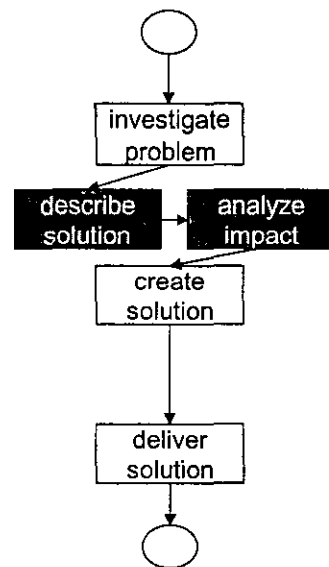 investigate
problem
describe
solution
analyze
impact
create
solution
deliver
solution